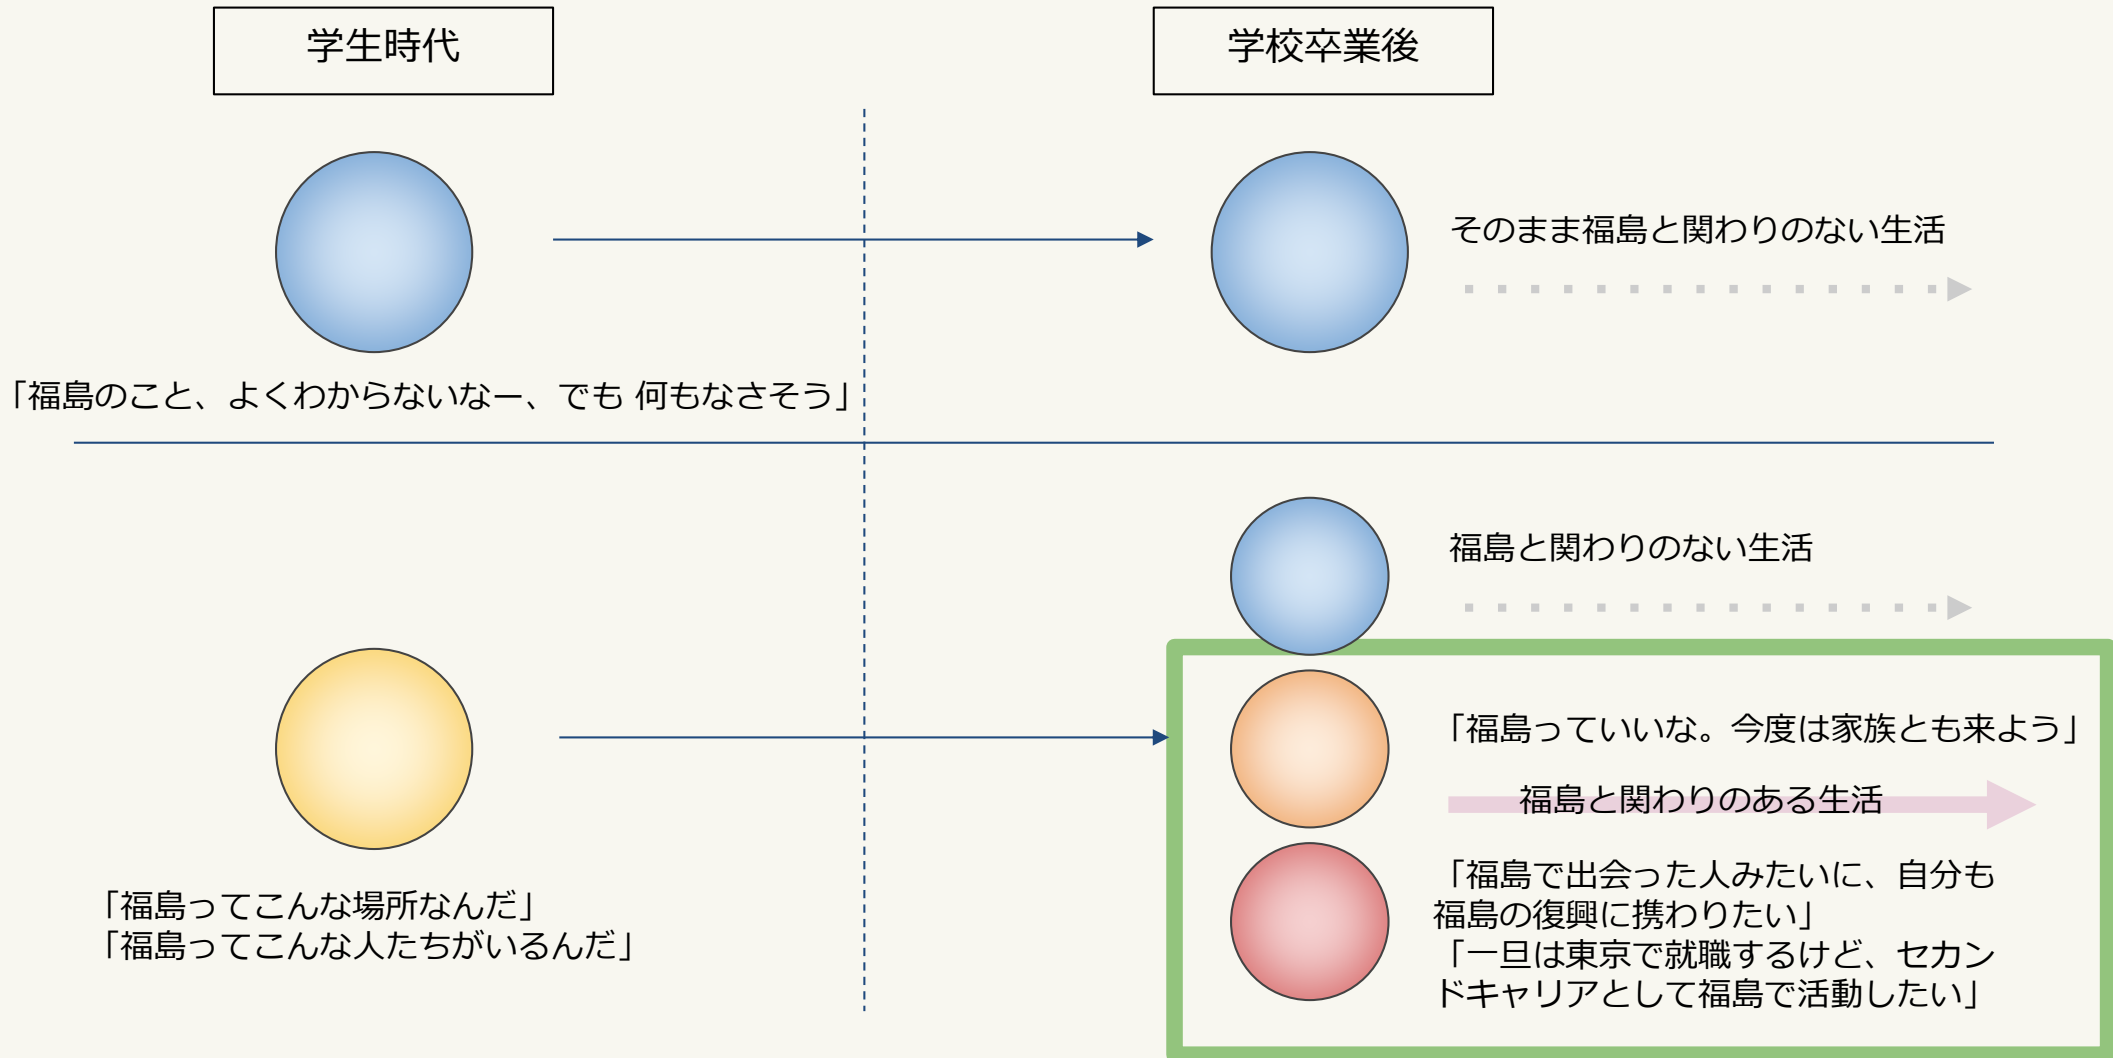 学生時代
学校卒業後
そのまま福島と関わりのない生活
「福島のこと、よくわからないなー、でも 何もなさそう」
福島と関わりのない生活
「福島っていいな。今度は家族とも来よう」
福島と関わりのある生活
「福島ってこんな場所なんだ」
「福島ってこんな人たちがいるんだ」
「福島で出会った人みたいに、自分も
福島の復興に携わりたい」
「一旦は東京で就職するけど、セカン
ドキャリアとして福島で活動したい」